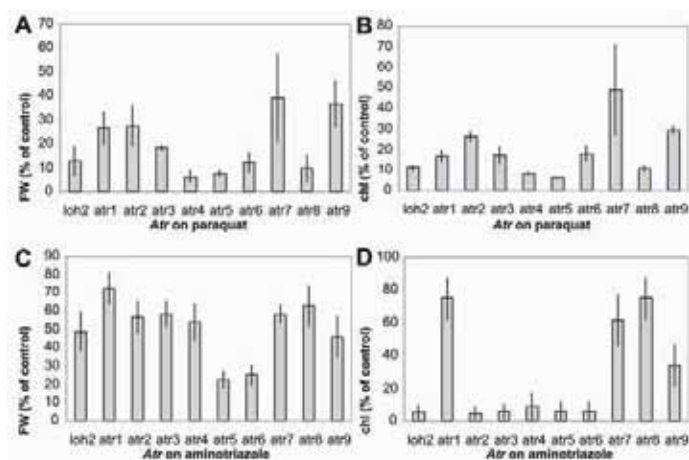 A
FW (% of control)
70
60
50
40
30
20
10
0
loh2 atr1 atr2 atr3 atr4 atr5 atr6 atr7 atr8 atr9
Atr on paraquat
B
chl (% of control)
80
70
60
50
40
30
20
10
0
loh2 atr1 atr2 atr3 atr4 atr5 atr6 atr7 atr8 atr9
Atr on paraquat
C
FW (% of control)
90
80
70
60
50
40
30
20
10
0
loh2 atr1 atr2 atr3 atr4 atr5 atr6 atr7 atr8 atr9
Atr on aminotriazole
D
chl (% of control)
100
80
60
40
20
0
loh2 atr1 atr2 atr3 atr4 atr5 atr6 atr7 atr8 atr9
Atr on aminotriazole